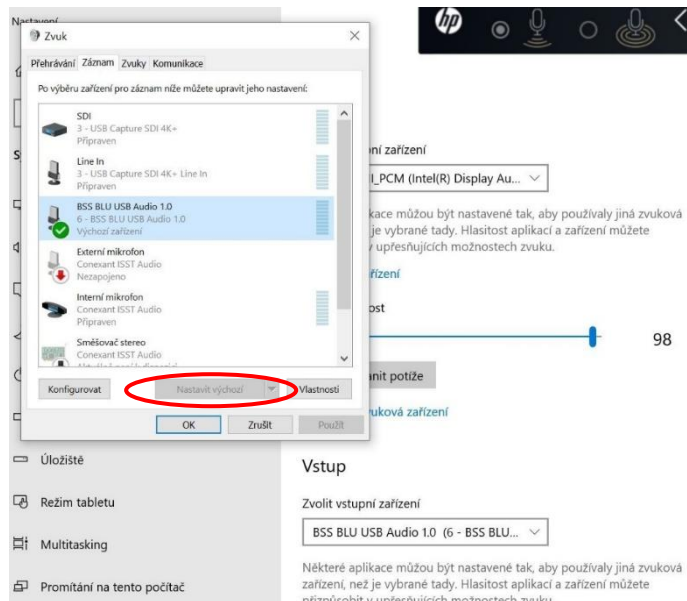 Nastavení
Zvuk
Přehrávání Záznam Zvuky Komunikace
Po výběru zařízení pro záznam níže můžete upravit jeho nastavení:
SDI
3 - USB Capture SDI 4K+
Připraven
Line In
3 - USB Capture SDI 4K+ Line In
Připraven
BSS BLU USB Audio 1.0
6 - BSS BLU USB Audio 1.0
Výchozí zařízení
Externí mikrofon
Conexant ISST Audio
Nezapojeno
Interní mikrofon
Conexant ISST Audio
Připraven
Směšovač stereo
Conexant ISST Audio
Konfigurovat Nastavit výchozí Vlastnosti
OK Zrušit Použít
Úložiště
Režim tabletu
Multitasking
Promítání na tento počítač
hp
ní zařízení
I_PCM (Intel(R) Display Au...
kace můžou být nastavené tak, aby používaly jiná zvuková
je vybrané tady. Hlasitost aplikací a zařízení můžete
v upřesňujících možnostech zvuku.
řízení
ost
98
nit potíže
vuková zařízení
Vstup
Zvolit vstupní zařízení
BSS BLU USB Audio 1.0 (6 - BSS BLU...
Některé aplikace můžou být nastavené tak, aby používaly jiná zvuková
zařízení, než je vybrané tady. Hlasitost aplikací a zařízení můžete
přizpůsobit v upřesňujících možnostech zvuku.